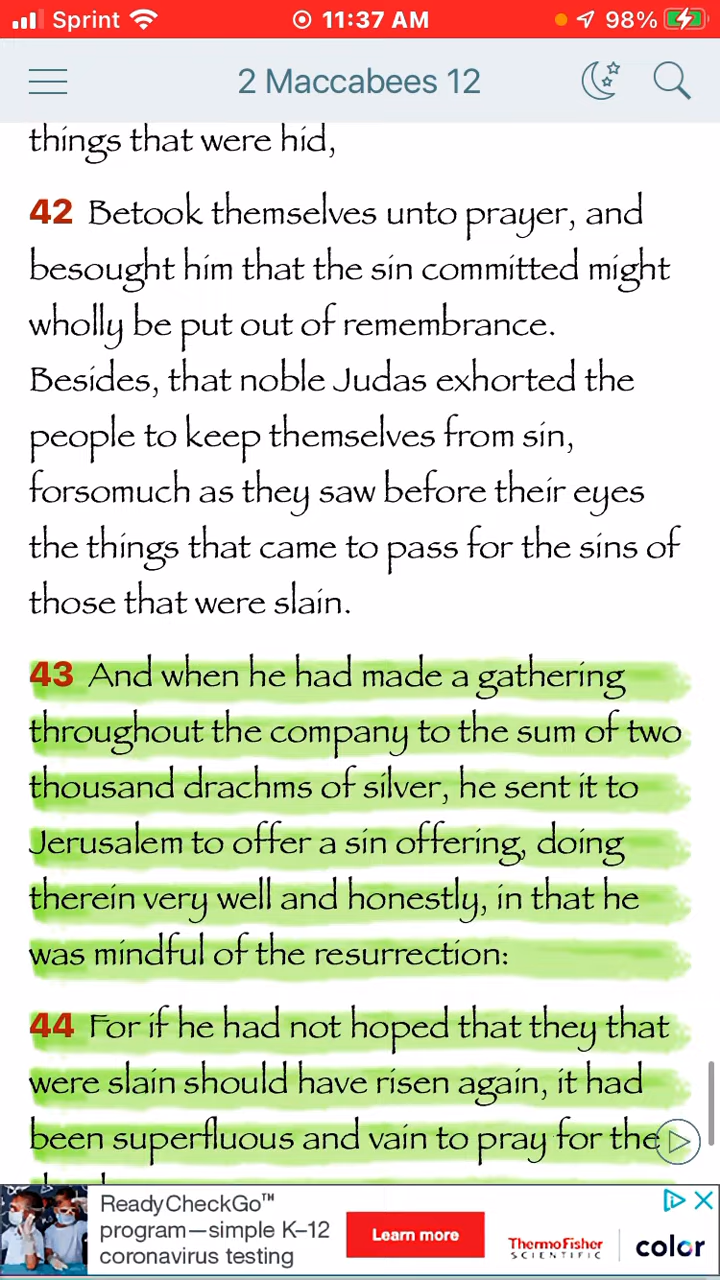 Sprint 11:37 AM 98%
2 Maccabees 12
things that were hid,
42 Betook themselves unto prayer, and
besought him that the sin committed might
wholly be put out of remembrance.
Besides, that noble Judas exhorted the
people to keep themselves from sin,
forsomuch as they saw before their eyes
the things that came to pass for the sins of
those that were slain.
43 And when he had made a gathering
throughout the company to the sum of two
thousand drachms of silver, he sent it to
Jerusalem to offer a sin offering, doing
therein very well and honestly, in that he
was mindful of the resurrection:
44 For if he had not hoped that they that
were slain should have risen again, it had
been superfluous and vain to pray for the
ReadyCheckGo™
program—simple K–12
coronavirus testing
Learn more
ThermoFisher
SCIENTIFIC
color